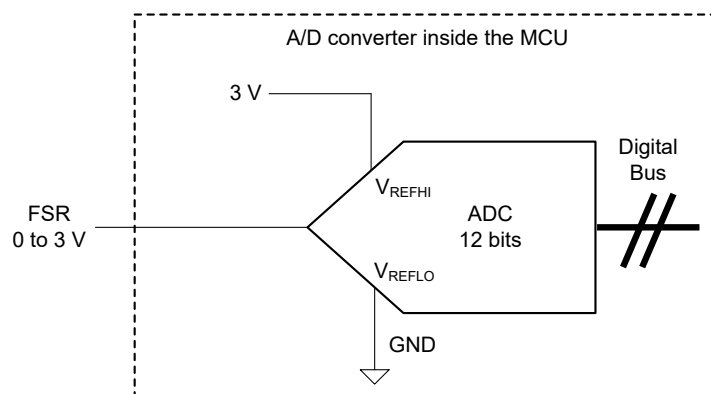 A/D converter inside the MCU
3 V
Digital
Bus
V_REFHI
FSR
0 to 3 V
ADC
12 bits
V_REFLO
GND